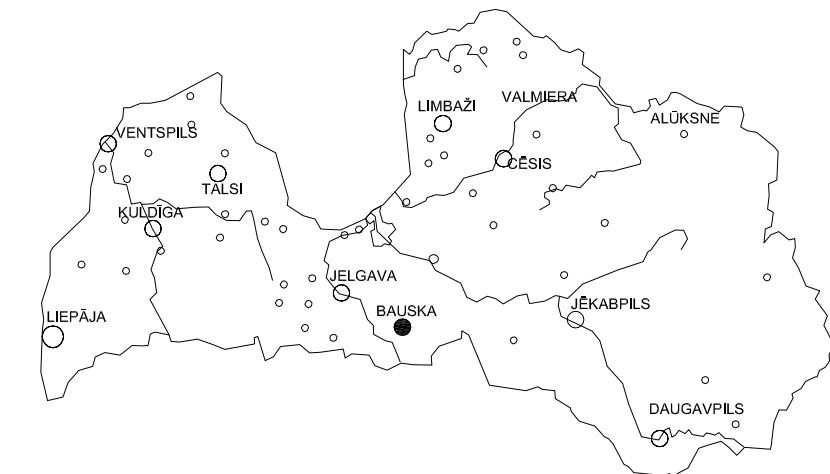 VALMIERA
LIMBAŽI
ALŪKSNE
VENTSPILS
CĒSIS
TALSI
KULDĪGA
JELGAVA
JĒKABPILS
BAUSKA
LIEPĀJA
DAUGAVPILS